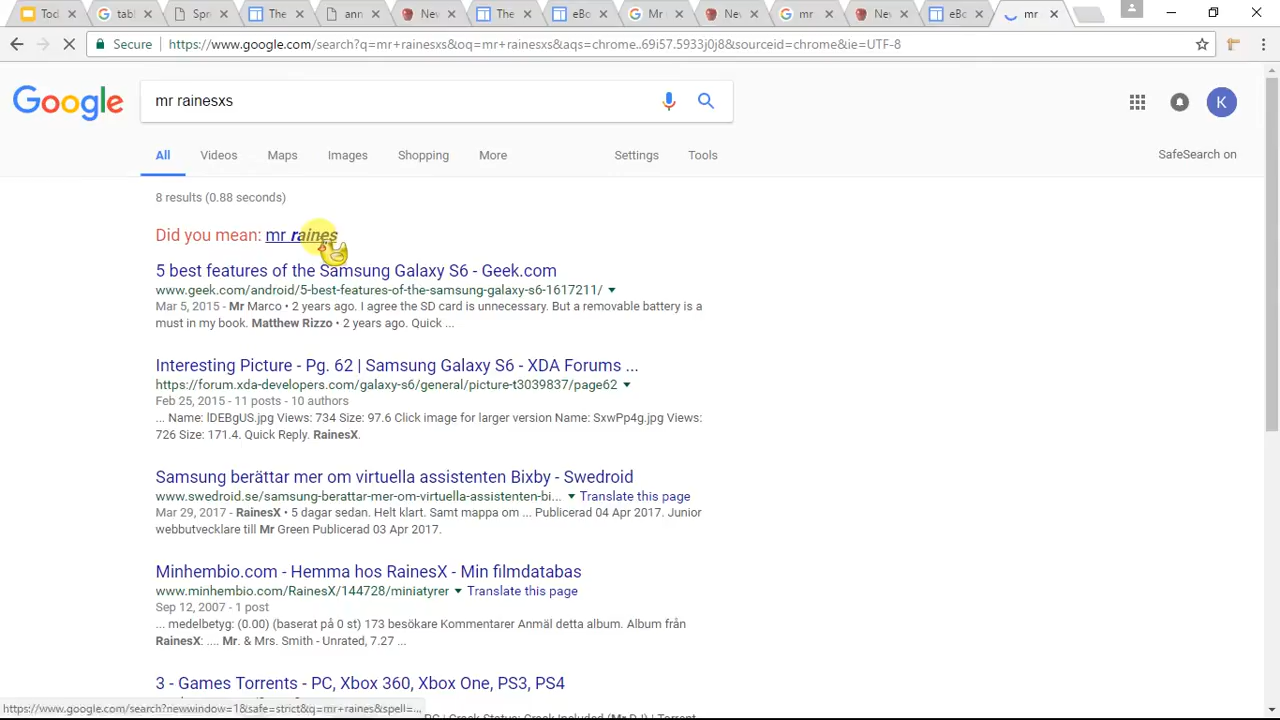 Tod
tabl
Spre
The
ann
Nev
The
eBo
Mr
Nev
mr
Nev
eBo
mr
Secure
https://www.google.com/search?q=mr+rainesxs&oq=mr+rainesxs&aqs=chrome..69i57.5933j0j8&sourceid=chrome&ie=UTF-8
Google
mr rainesxs
K
All Videos Maps Images Shopping More Settings Tools SafeSearch on
8 results (0.88 seconds)
Did you mean: mr raines
5 best features of the Samsung Galaxy S6 - Geek.com
www.geek.com/android/5-best-features-of-the-samsung-galaxy-s6-1617211/
Mar 5, 2015 - Mr Marco • 2 years ago. I agree the SD card is unnecessary. But a removable battery is a
must in my book. Matthew Rizzo • 2 years ago. Quick ...
Interesting Picture - Pg. 62 | Samsung Galaxy S6 - XDA Forums ...
https://forum.xda-developers.com/galaxy-s6/general/picture-t3039837/page62
Feb 25, 2015 - 11 posts - 10 authors
... Name: lDEBgUS.jpg Views: 734 Size: 97.6 Click image for larger version Name: SxwPp4g.jpg Views:
726 Size: 171.4. Quick Reply. RainesX.
Samsung berättar mer om virtuella assistenten Bixby - Swedroid
www.swedroid.se/samsung-berattar-mer-om-virtuella-assistenten-bi... Translate this page
Mar 29, 2017 - RainesX • 5 dagar sedan. Helt klart. Samt mappa om ... Publicerad 04 Apr 2017. Junior
webbutvecklare till Mr Green Publicerad 03 Apr 2017.
Minhembio.com - Hemma hos RainesX - Min filmdatabas
www.minhembio.com/RainesX/144728/miniatyrer Translate this page
Sep 12, 2007 - 1 post
... medelbetyg: (0.00) (baserat på 0 st) 173 besökare Kommentarer Anmäl detta album. Album från
RainesX: .... Mr. & Mrs. Smith - Unrated, 7.27 ...
3 - Games Torrents - PC, Xbox 360, Xbox One, PS3, PS4
https://www.google.com/search?newwindow=1&safe=strict&q=mr+raines&spell=...